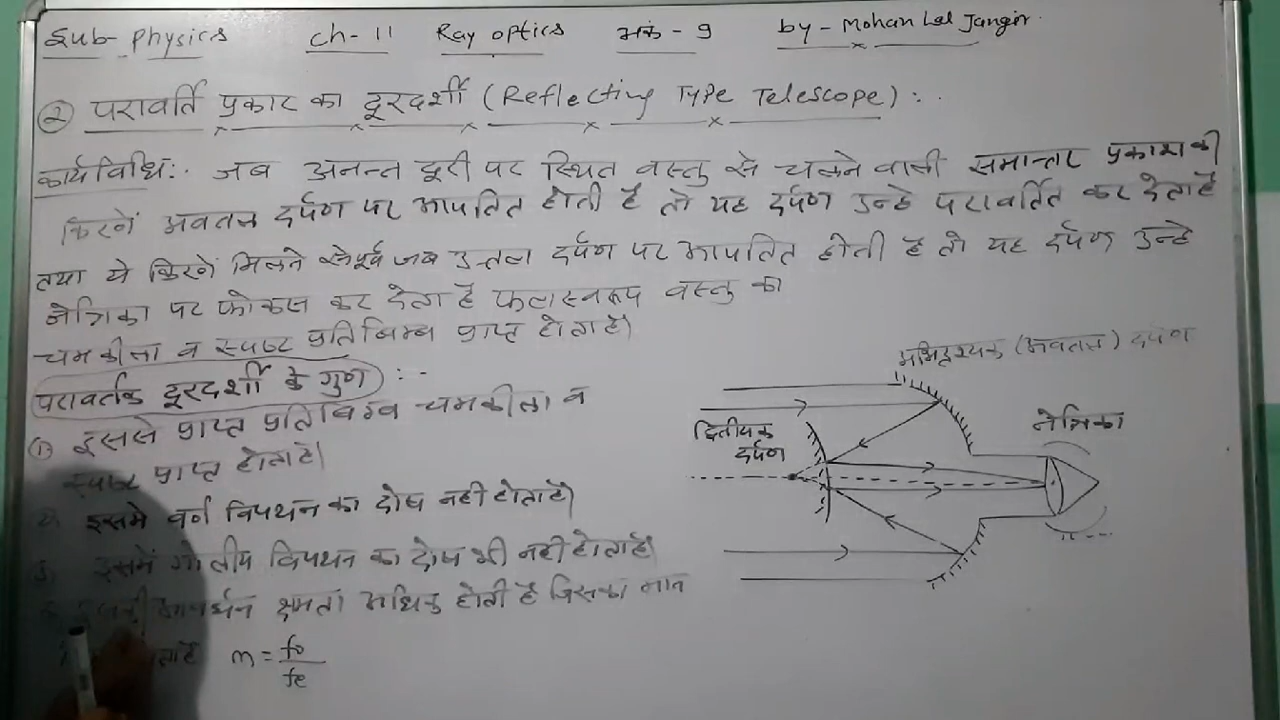 Sub- Physics ch- 11 Ray optics अंक - 9 by - Mohan Lal Jangir
② परावर्ति प्रकार का दूरदर्शी (Reflecting Type Telescope) :-
कार्यविधि:- जब अनन्त दूरी पर स्थित वस्तु से चलने वाली समान्तर प्रकाश की
किरणें अवतल दर्पण पर आपतित होती है तो यह दर्पण उन्हे परावर्तित कर देता है
तथा ये किरणें मिलने से पूर्व जब उत्तल दर्पण पर आपतित होती है तो यह दर्पण उन्हे
नेत्रिका पर फोकस कर देता है फलस्वरूप वस्तु का
चमकीला व स्पष्ट प्रतिबिम्ब प्राप्त होता है।
परावर्तक दूरदर्शी के गुण :-
① इससे प्राप्त प्रतिबिम्ब चमकीला व
स्पष्ट प्राप्त होता है।
इसमे वर्ण विपथन का दोष नही होता है।
इसमें गोलीय विपथन का दोष भी नही होता है।
आवर्धन क्षमता अधिक होती है जिसका मान
m = fo/fe
अभिदृश्यक (अवतल) दर्पण
द्वितीयक
दर्पण
नेत्रिका